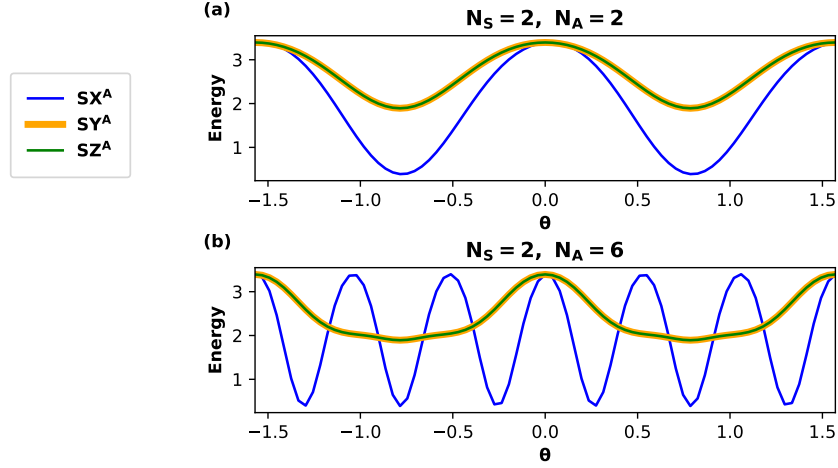 (a)
N_S = 2, N_A = 2
SX^A
SY^A
SZ^A
Energy
3
2
1
−1.5 −1.0 −0.5 0.0 0.5 1.0 1.5
θ
(b)
N_S = 2, N_A = 6
Energy
3
2
1
−1.5 −1.0 −0.5 0.0 0.5 1.0 1.5
θ